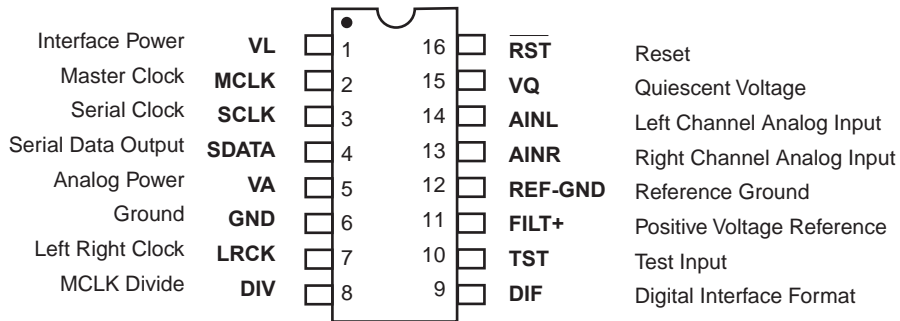 Interface Power VL 1 16 RST Reset
Master Clock MCLK 2 15 VQ Quiescent Voltage
Serial Clock SCLK 3 14 AINL Left Channel Analog Input
Serial Data Output SDATA 4 13 AINR Right Channel Analog Input
Analog Power VA 5 12 REF-GND Reference Ground
Ground GND 6 11 FILT+ Positive Voltage Reference
Left Right Clock LRCK 7 10 TST Test Input
MCLK Divide DIV 8 9 DIF Digital Interface Format